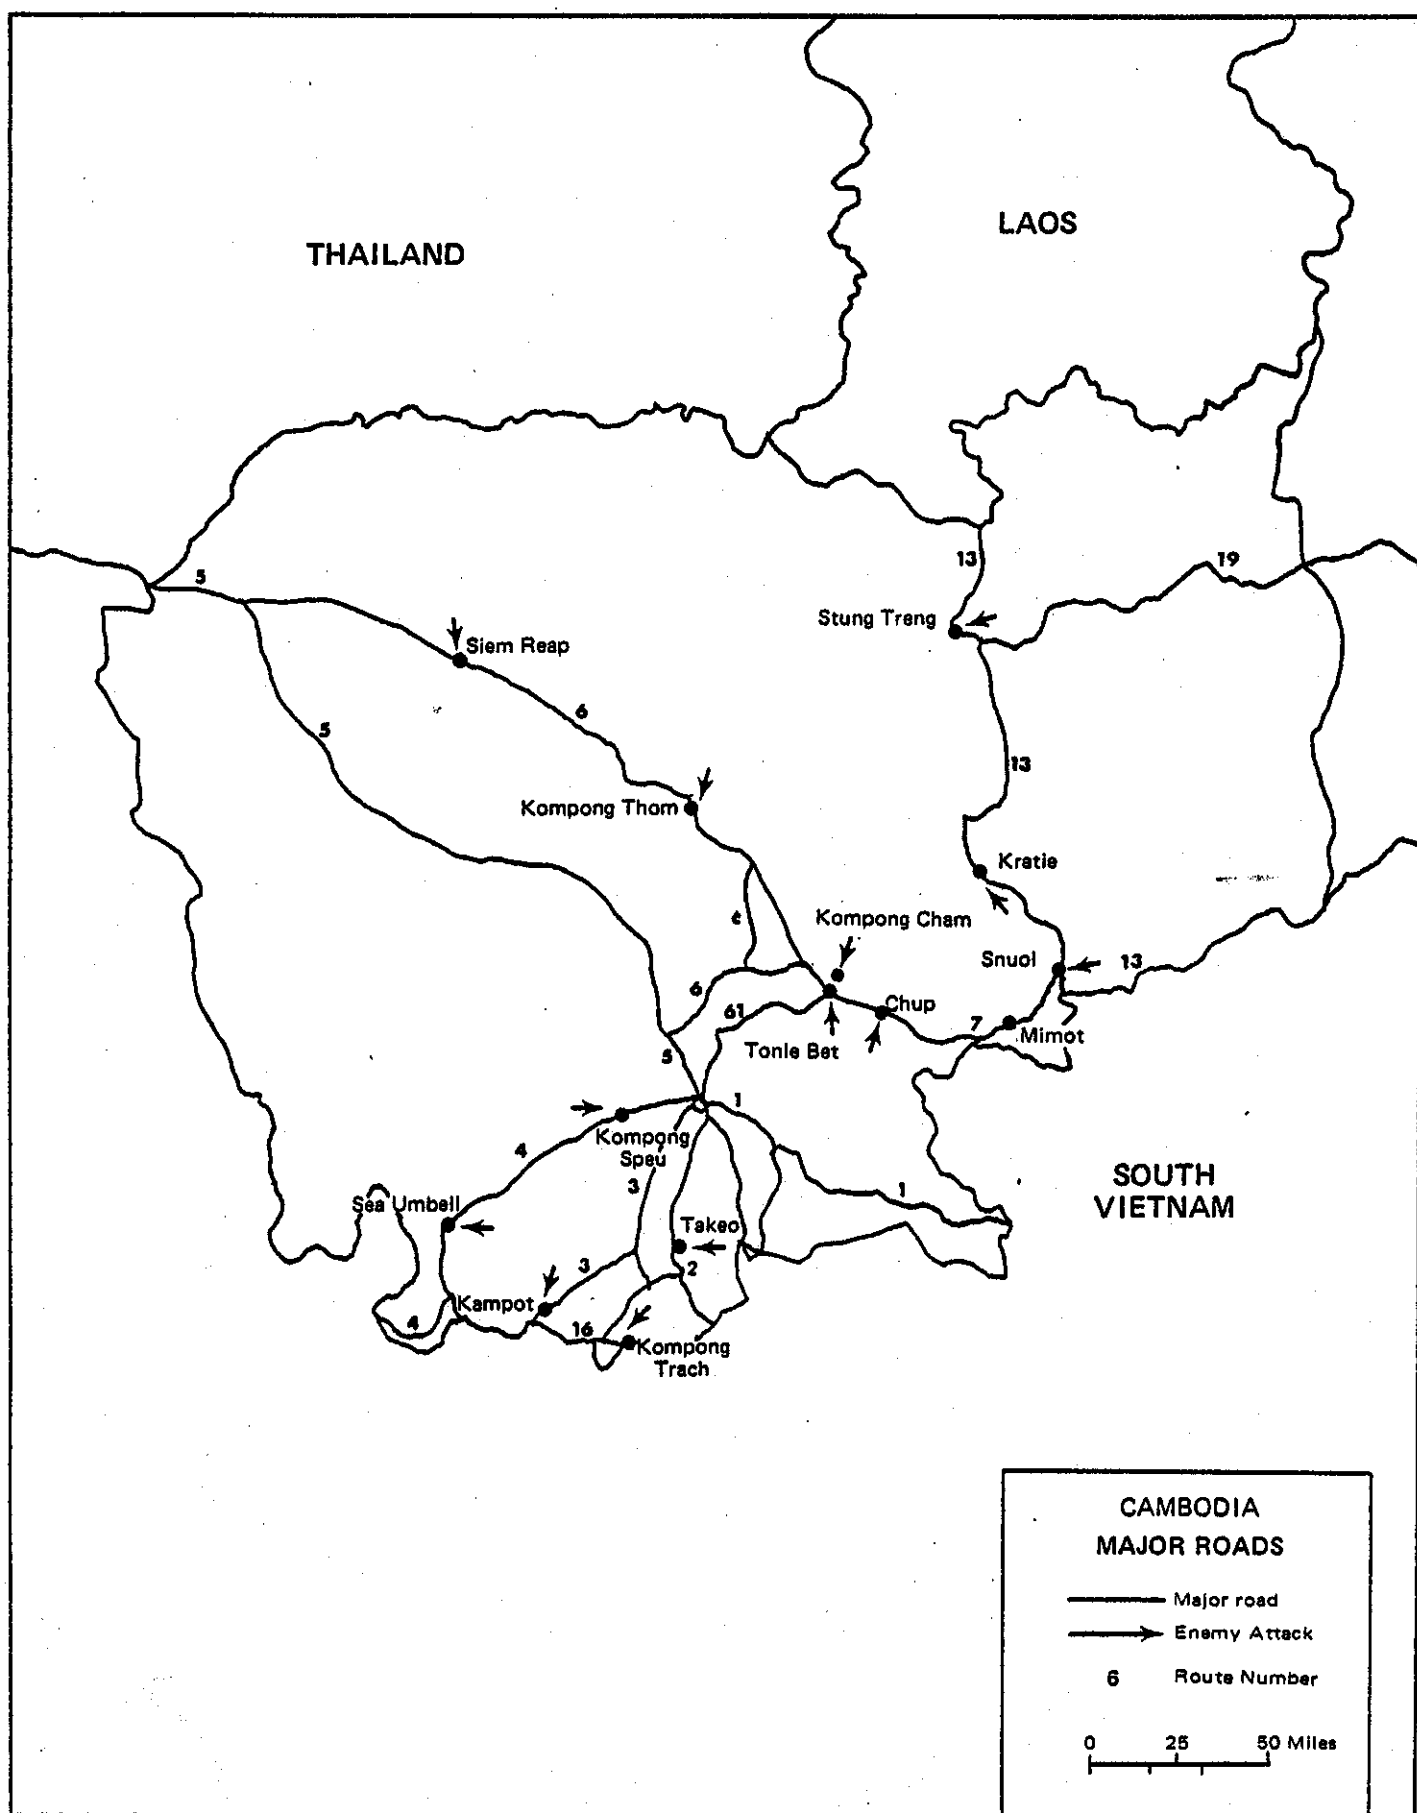 LAOS
THAILAND
13
19
5
Stung Treng
Siem Reap
6
5
13
Kompong Thom
Kratie
Kompong Cham
Snuol
13
6
61
Chup
7
Mimot
Tonle Bet
5
1
Kompong
Speu
4
3
SOUTH
VIETNAM
1
Sea Umbell
Takeo
3
2
Kampot
4
16
Kompong
Trach
CAMBODIA
MAJOR ROADS
Major road
Enemy Attack
6 Route Number
0 25 50 Miles